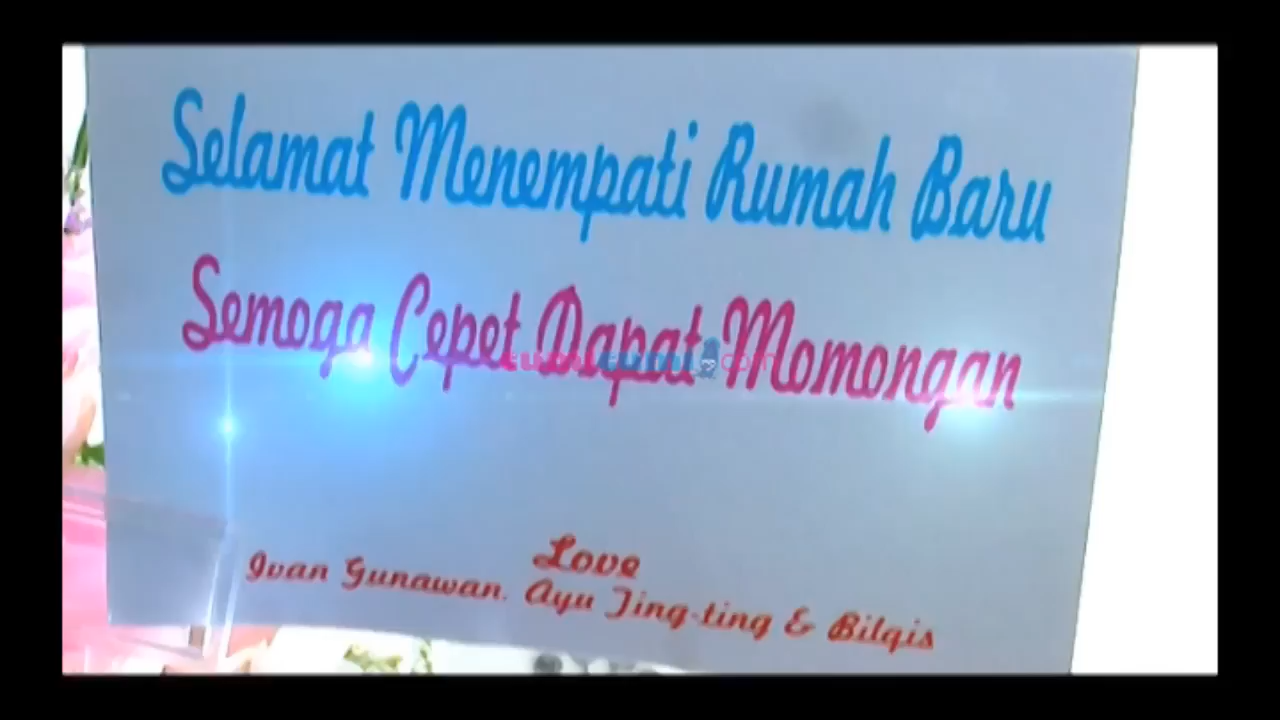 Selamat Menempati Rumah Baru
Semoga Cepet Dapat Momongan
Love
Ivan Gunawan. Ayu Ting-ting & Bilqis